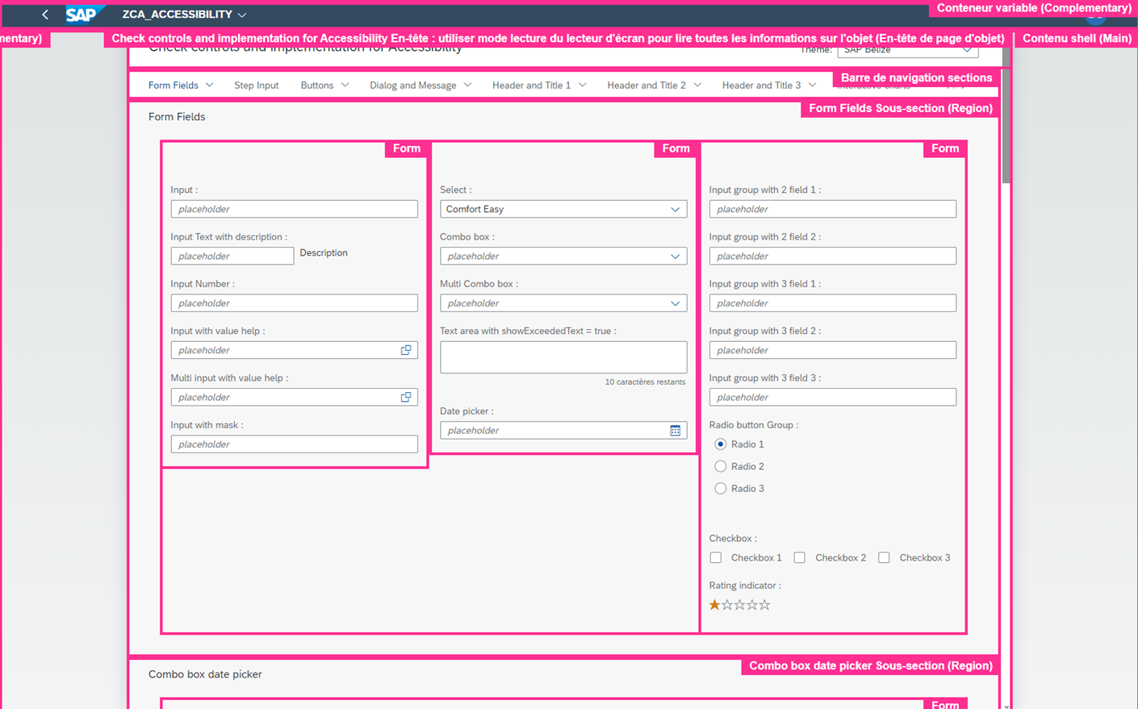 Conteneur variable (Complementary)
SAP ZCA_ACCESSIBILITY
mentary)
Check controls and implementation for Accessibility En-tête : utiliser mode lecture du lecteur d'écran pour lire toutes les informations sur l'objet (En-tête de page d'objet)
Contenu shell (Main)
Check controls and implementation for Accessibility
Theme: SAP Belize
Barre de navigation sections
Form Fields Step Input Buttons Dialog and Message Header and Title 1 Header and Title 2 Header and Title 3
Form Fields Sous-section (Region)
Form Fields
Form
Input :
placeholder
Input Text with description :
placeholder Description
Input Number :
placeholder
Input with value help :
placeholder
Multi input with value help :
placeholder
Input with mask :
placeholder
Form
Select :
Comfort Easy
Combo box :
placeholder
Multi Combo box :
placeholder
Text area with showExceededText = true :
10 caractères restants
Date picker :
placeholder
Form
Input group with 2 field 1 :
placeholder
Input group with 2 field 2 :
placeholder
Input group with 3 field 1 :
placeholder
Input group with 3 field 2 :
placeholder
Input group with 3 field 3 :
placeholder
Radio button Group :
Radio 1
Radio 2
Radio 3
Checkbox :
Checkbox 1 Checkbox 2 Checkbox 3
Rating indicator :
Combo box date picker Sous-section (Region)
Combo box date picker
Form